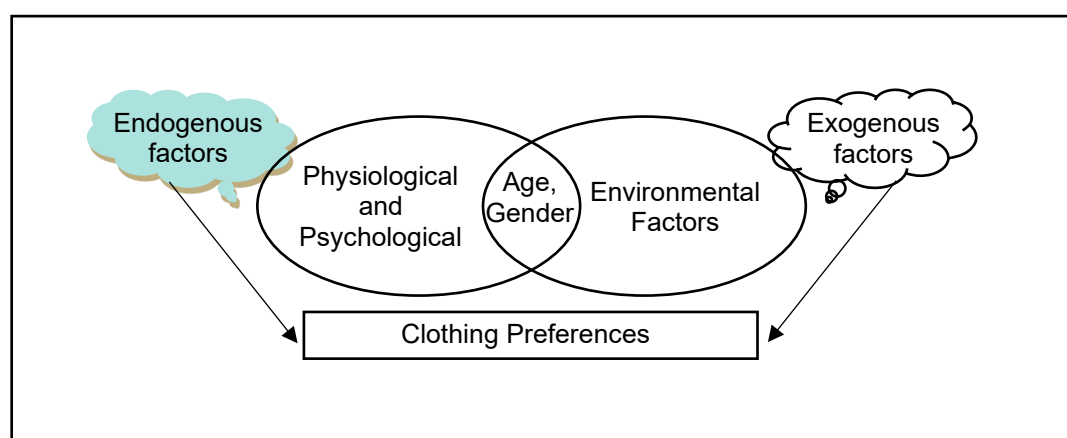 Endogenous
factors
Exogenous
factors
Physiological
and
Psychological
Age,
Gender
Environmental
Factors
Clothing Preferences